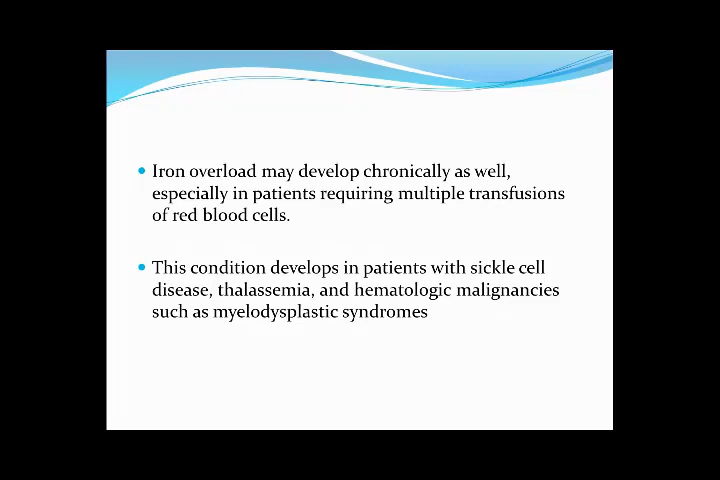 • Iron overload may develop chronically as well,
especially in patients requiring multiple transfusions
of red blood cells.
• This condition develops in patients with sickle cell
disease, thalassemia, and hematologic malignancies
such as myelodysplastic syndromes